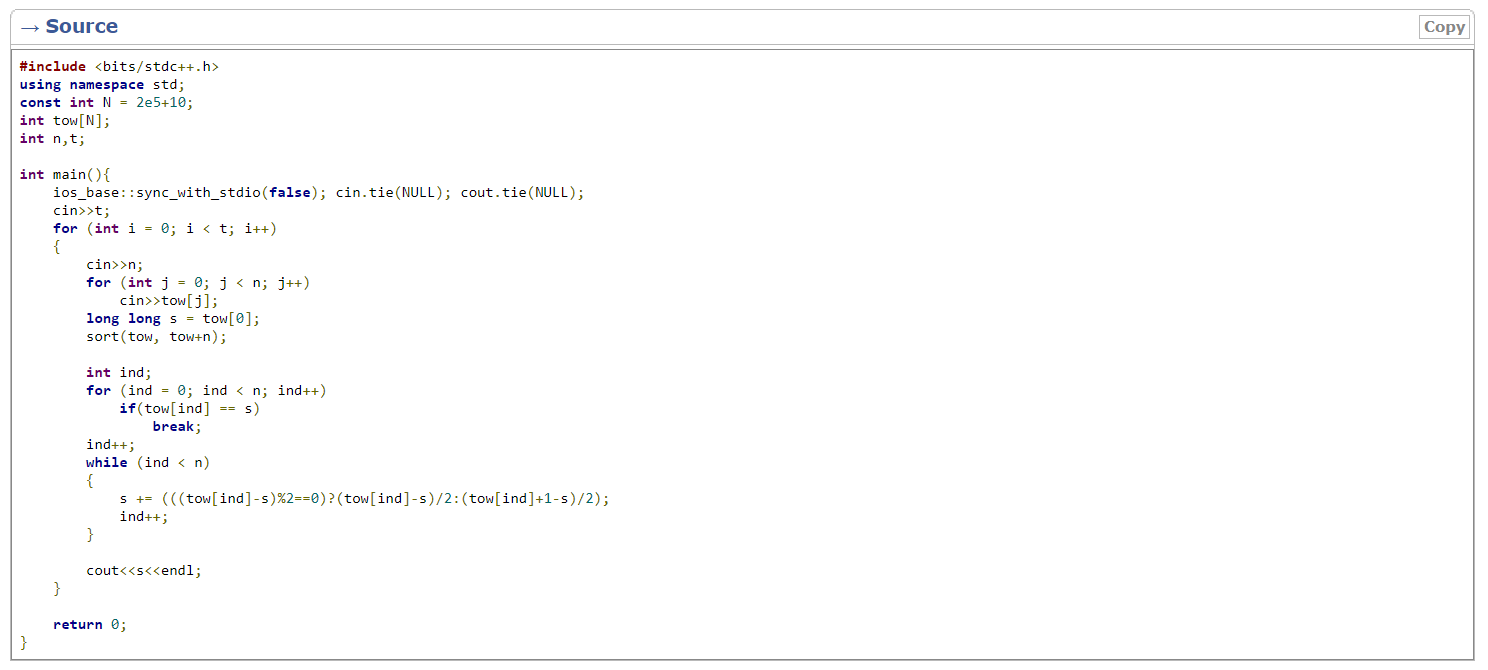 → Source
Copy
#include <bits/stdc++.h>
using namespace std;
const int N = 2e5+10;
int tow[N];
int n,t;
int main(){
ios_base::sync_with_stdio(false); cin.tie(NULL); cout.tie(NULL);
cin>>t;
for (int i = 0; i < t; i++)
{
cin>>n;
for (int j = 0; j < n; j++)
cin>>tow[j];
long long s = tow[0];
sort(tow, tow+n);
int ind;
for (ind = 0; ind < n; ind++)
if(tow[ind] == s)
break;
ind++;
while (ind < n)
{
s += (((tow[ind]-s)%2==0)?(tow[ind]-s)/2:(tow[ind]+1-s)/2);
ind++;
}
cout<<s<<endl;
}
return 0;
}